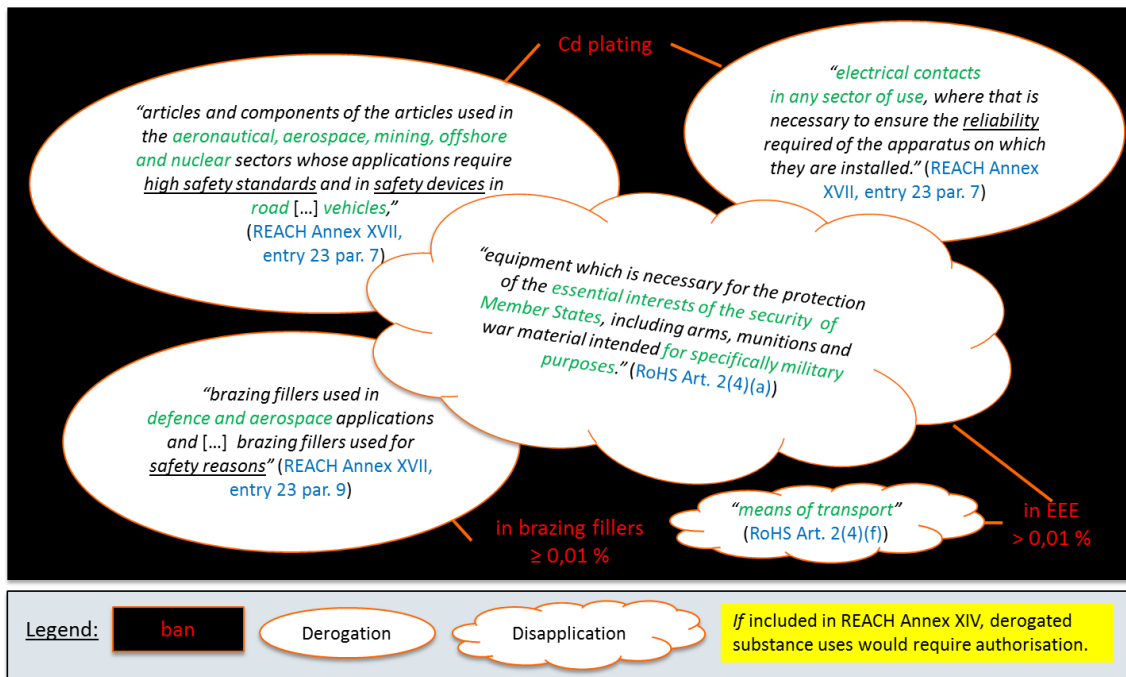 Cd plating
“articles and components of the articles used in
the aeronautical, aerospace, mining, offshore
and nuclear sectors whose applications require
high safety standards and in safety devices in
road […] vehicles,”
(REACH Annex XVII,
entry 23 par. 7)
“electrical contacts
in any sector of use, where that is
necessary to ensure the reliability
required of the apparatus on which
they are installed.” (REACH Annex
XVII, entry 23 par. 7)
“equipment which is necessary for the protection
of the essential interests of the security of
Member States, including arms, munitions and
war material intended for specifically military
purposes.” (RoHS Art. 2(4)(a))
“brazing fillers used in
defence and aerospace applications
and […] brazing fillers used for
safety reasons” (REACH Annex XVII,
entry 23 par. 9)
in brazing fillers
≥ 0,01 %
“means of transport”
(RoHS Art. 2(4)(f))
in EEE
> 0,01 %
Legend:
ban
Derogation
Disapplication
If included in REACH Annex XIV, derogated
substance uses would require authorisation.